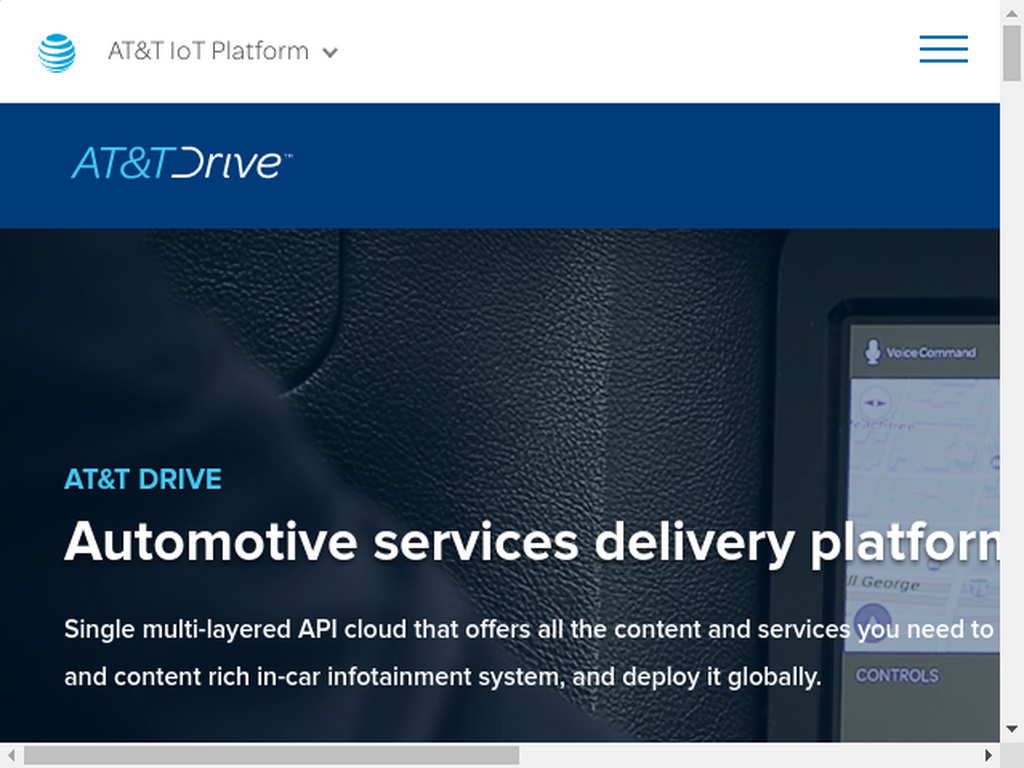 AT&T IoT Platform
AT&T Drive™
Voice Command
AT&T DRIVE
Automotive services delivery platform
George
Single multi-layered API cloud that offers all the content and services you need to
and content rich in-car infotainment system, and deploy it globally.
CONTROLS